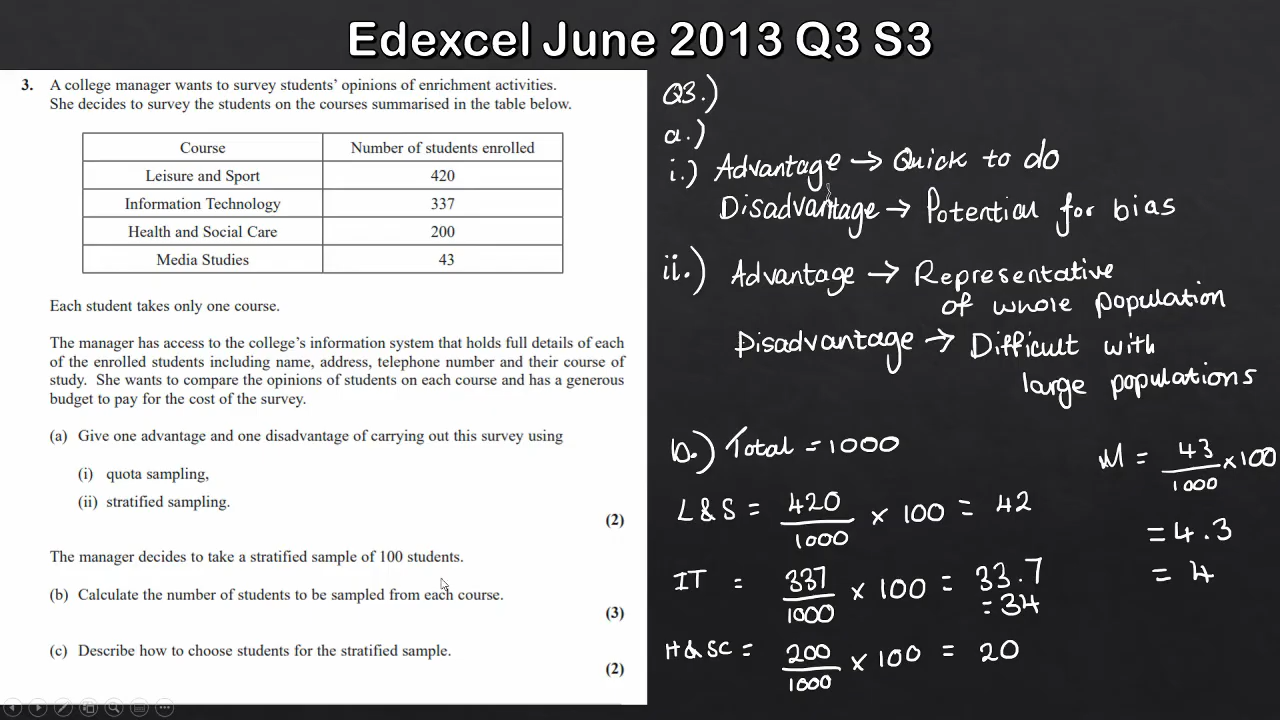 Edexcel June 2013 Q3 S3
3. A college manager wants to survey students' opinions of enrichment activities.
She decides to survey the students on the courses summarised in the table below.
Course Number of students enrolled
Leisure and Sport 420
Information Technology 337
Health and Social Care 200
Media Studies 43
Each student takes only one course.
The manager has access to the college's information system that holds full details of each
of the enrolled students including name, address, telephone number and their course of
study. She wants to compare the opinions of students on each course and has a generous
budget to pay for the cost of the survey.
(a) Give one advantage and one disadvantage of carrying out this survey using
(i) quota sampling,
(ii) stratified sampling.
(2)
The manager decides to take a stratified sample of 100 students.
(b) Calculate the number of students to be sampled from each course.
(3)
(c) Describe how to choose students for the stratified sample.
(2)
Q3.)
a.)
i.) Advantage → Quick to do
Disadvantage → Potential for bias
ii.) Advantage → Representative
of whole population
Disadvantage → Difficult with
large populations
b.) Total = 1000
L&S = 420/1000 × 100 = 42
IT = 337/1000 × 100 = 33.7
= 34
H&SC = 200/1000 × 100 = 20
M = 43/1000 × 100
= 4.3
= 4